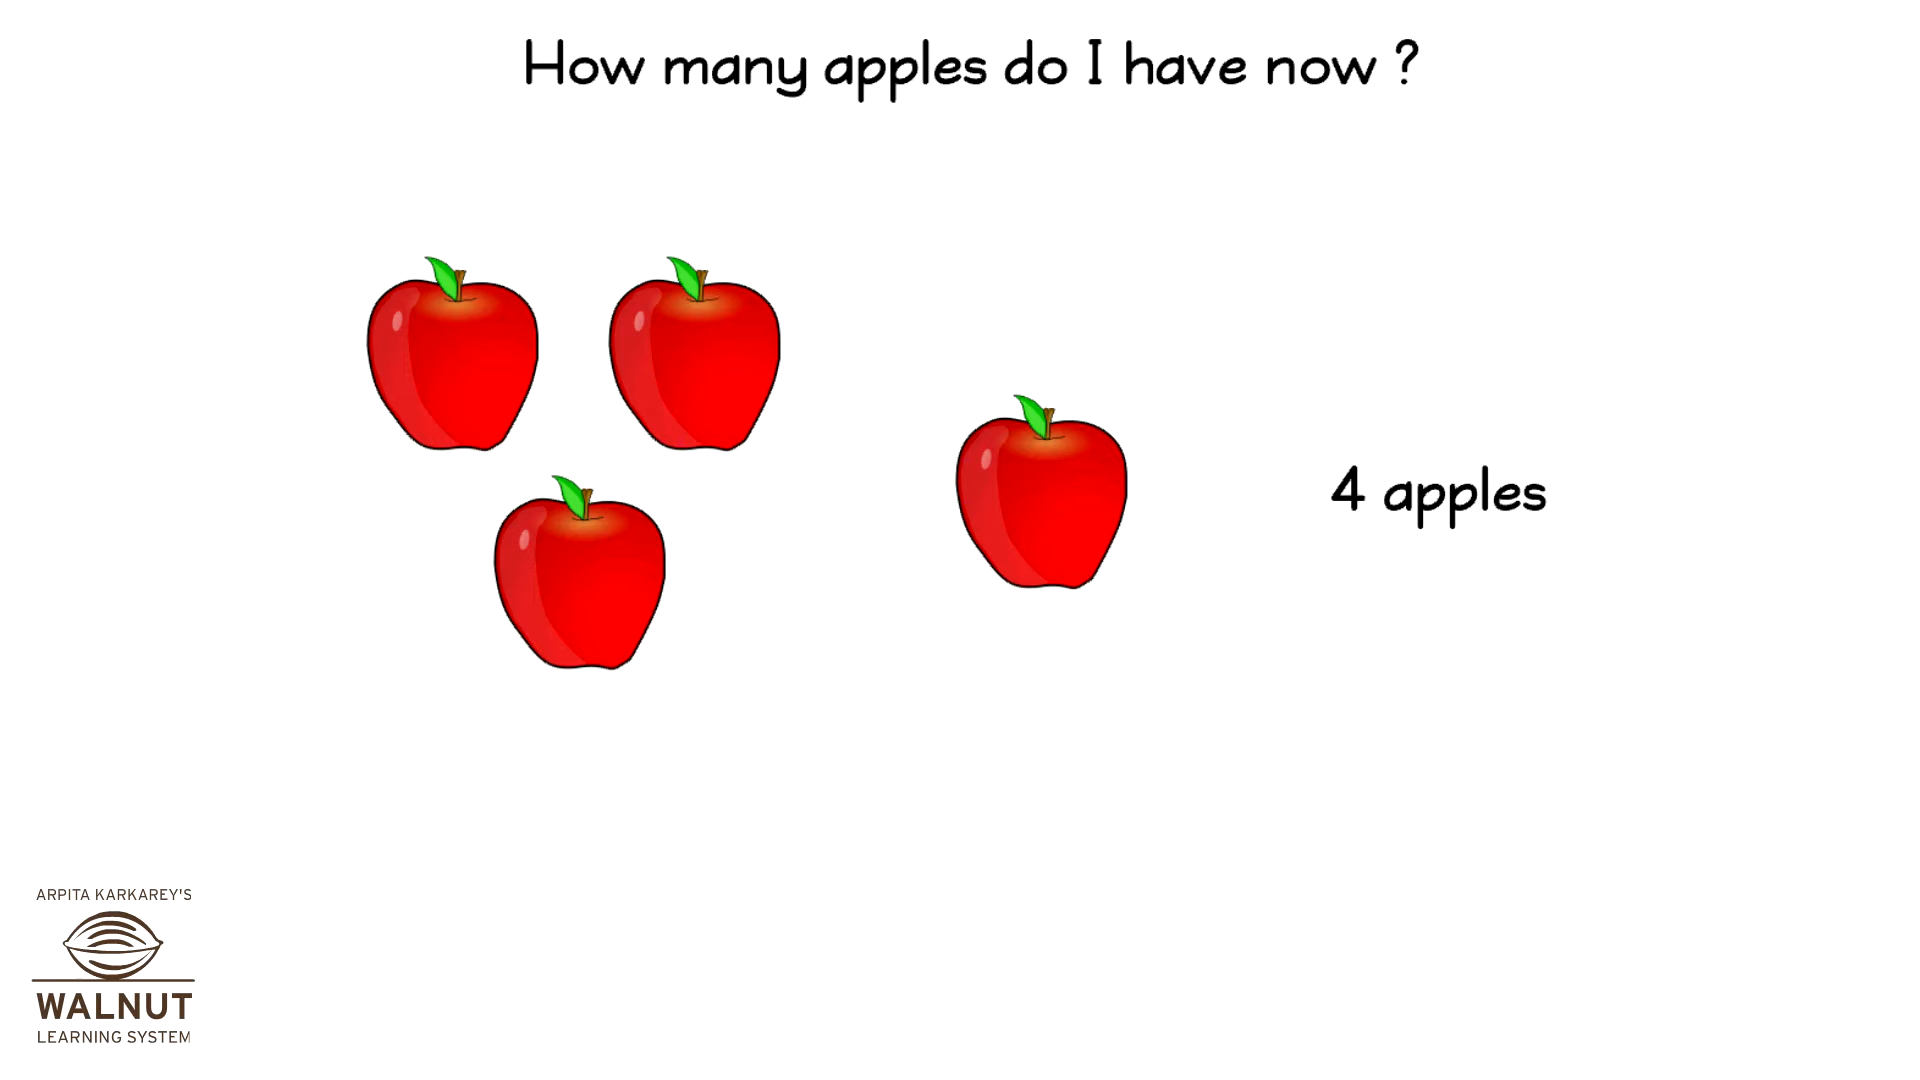 How many apples do I have now ?
4 apples
ARPITA KARKAREY'S
WALNUT
LEARNING SYSTEM